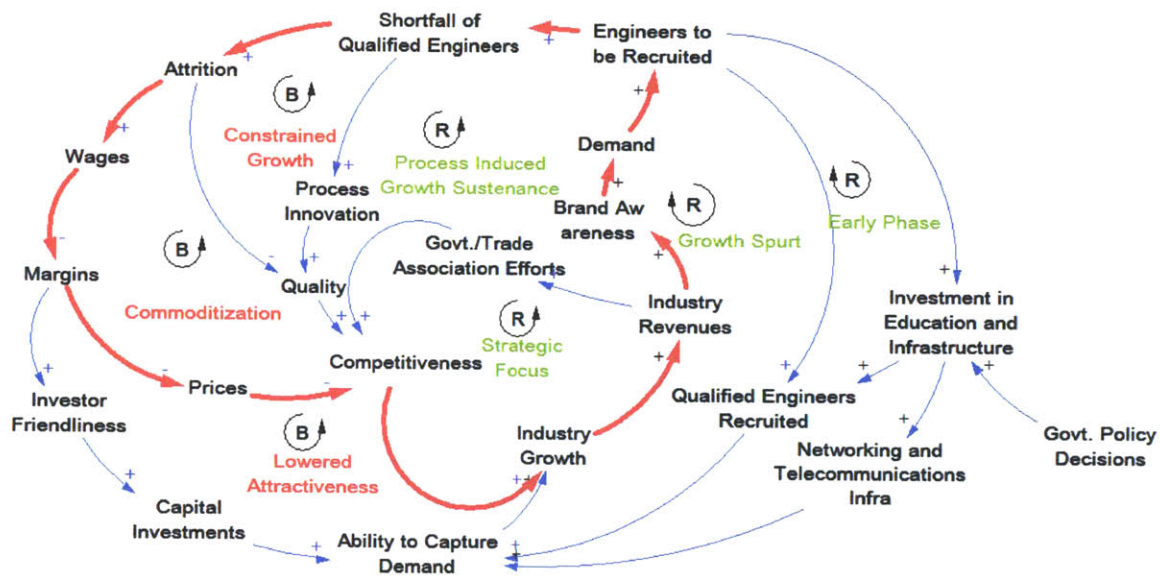 Shortfall of
Qualified Engineers
Engineers to
be Recruited
Attrition
B
Constrained
Growth
R
Process Induced
Growth Sustenance
Demand
Wages
R
Early Phase
Process
Innovation
Brand Aw
areness
R
Growth Spurt
B
Govt./Trade
Association Efforts
Margins
Quality
Commoditization
Industry
Revenues
Investment in
Education and
Infrastructure
R
Strategic
Focus
Competitiveness
Prices
Investor
Friendliness
Qualified Engineers
Recruited
B
Lowered
Attractiveness
Industry
Growth
Networking and
Telecommunications
Infra
Govt. Policy
Decisions
Capital
Investments
Ability to Capture
Demand